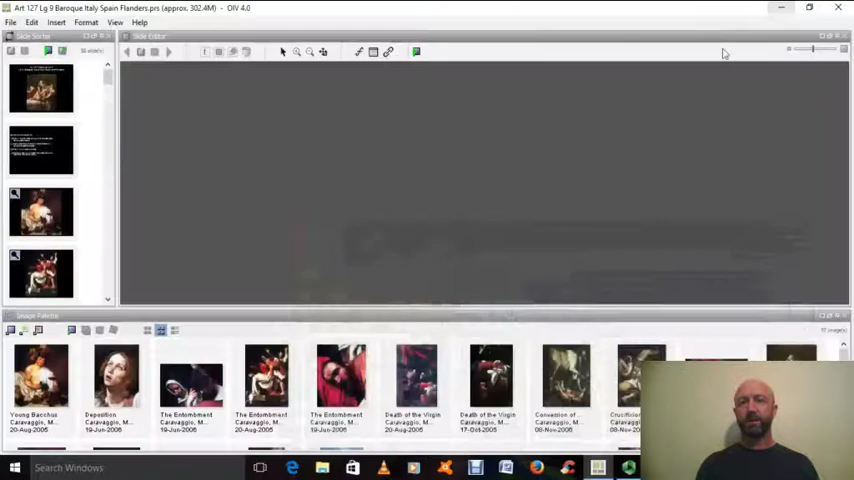 Art 127 Lg 9 Baroque Italy Spain Flanders.prs (approx. 302.4M) - OIV 4.0
File Edit Insert Format View Help
Slide Sorter
Slide Editor
Image Palette
Young Bacchus
Caravaggio, M...
20-Aug-2005
Deposition
Caravaggio, M...
19-Jun-2006
The Entombment
Caravaggio, M...
19-Jun-2006
The Entombment
Caravaggio, M...
20-Aug-2005
The Entombment
Caravaggio, M...
19-Jun-2006
Death of the Virgin
Caravaggio, M...
20-Aug-2005
Death of the Virgin
Caravaggio, M...
17-Oct-2005
Conversion of ...
Caravaggio, M...
08-Nov-2005
Crucifixion
Caravaggio, M...
08-Nov
Search Windows